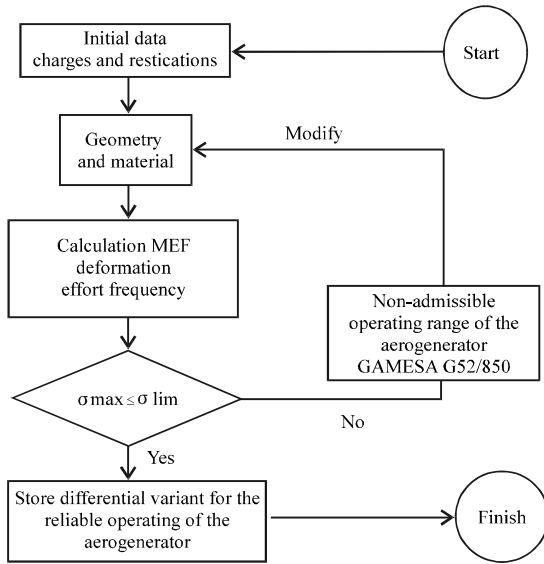 Start
Initial data
charges and restications
Geometry
and material
Modify
Calculation MEF
deformation
effort frequency
Non-admissible
operating range of the
aerogenerator
GAMESA G52/850
σ max ≤ σ lim
No
Yes
Store differential variant for the
reliable operating of the
aerogenerator
Finish